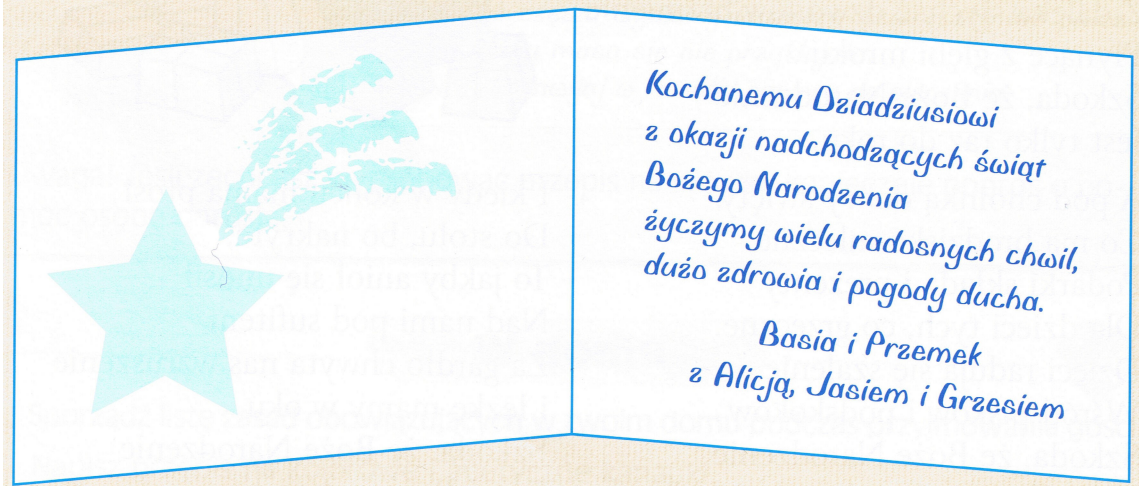 Kochanemu Dziadziusiowi
z okazji nadchodzących świąt
Bożego Narodzenia
życzymy wielu radosnych chwil,
dużo zdrowia i pogody ducha.
Basia i Przemek
z Alicją, Jasiem i Grzesiem